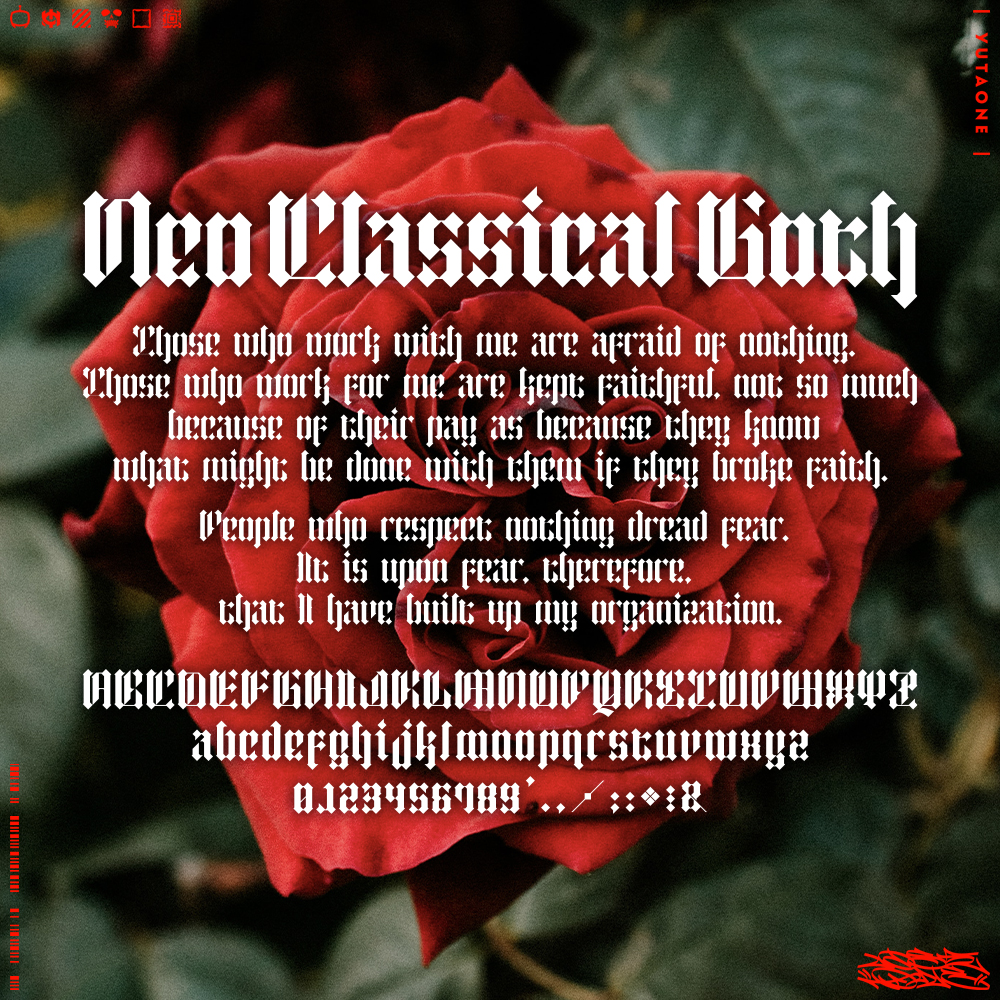 YUTAONE
Neo Classical Goth
Those who work with me are afraid of nothing.
Those who work for me are kept faithful, not so much
because of their pay as because they know
what might be done with them if they broke faith.
People who respect nothing dread fear.
It is upon fear, therefore,
that I have built up my organization.
ABCDEFGHIJKLMNOPQRSTUVWXYZ
abcdefghijklmnopqrstuvwxyz
0123456789'.,/;:&